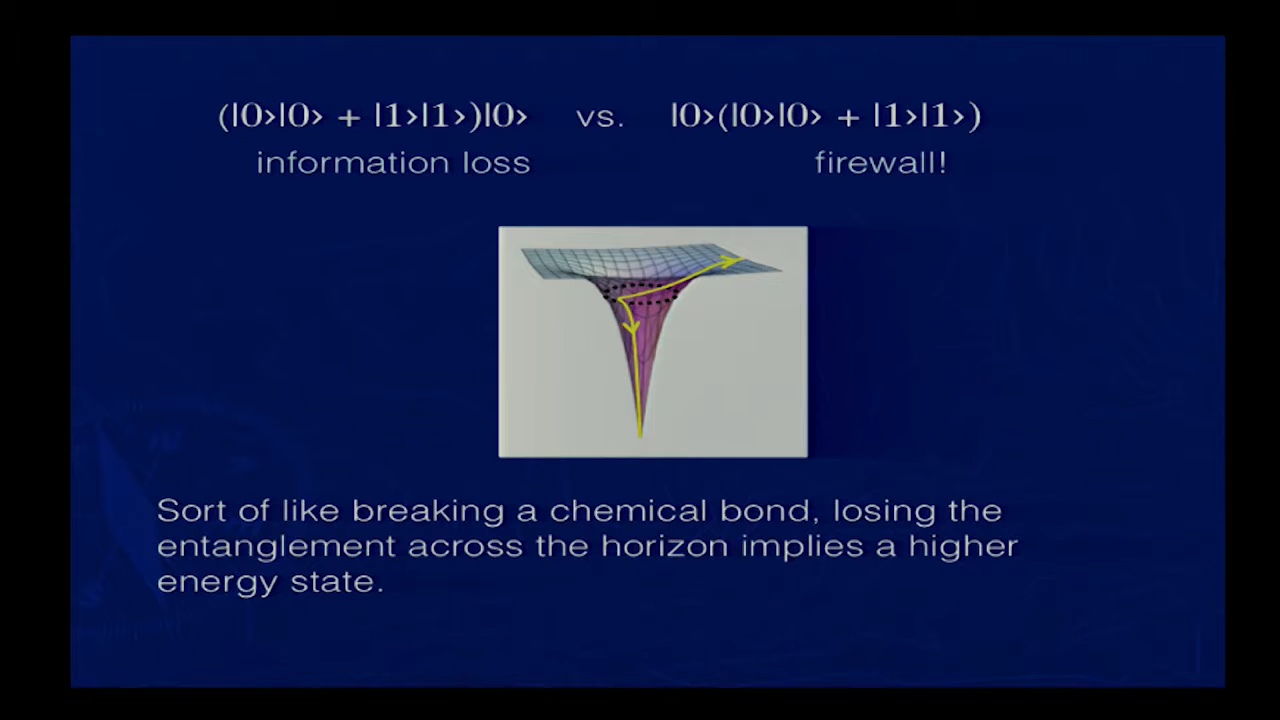 (|0›|0› + |1›|1›)|0› vs. |0›(|0›|0› + |1›|1›)
information loss firewall!
Sort of like breaking a chemical bond, losing the
entanglement across the horizon implies a higher
energy state.